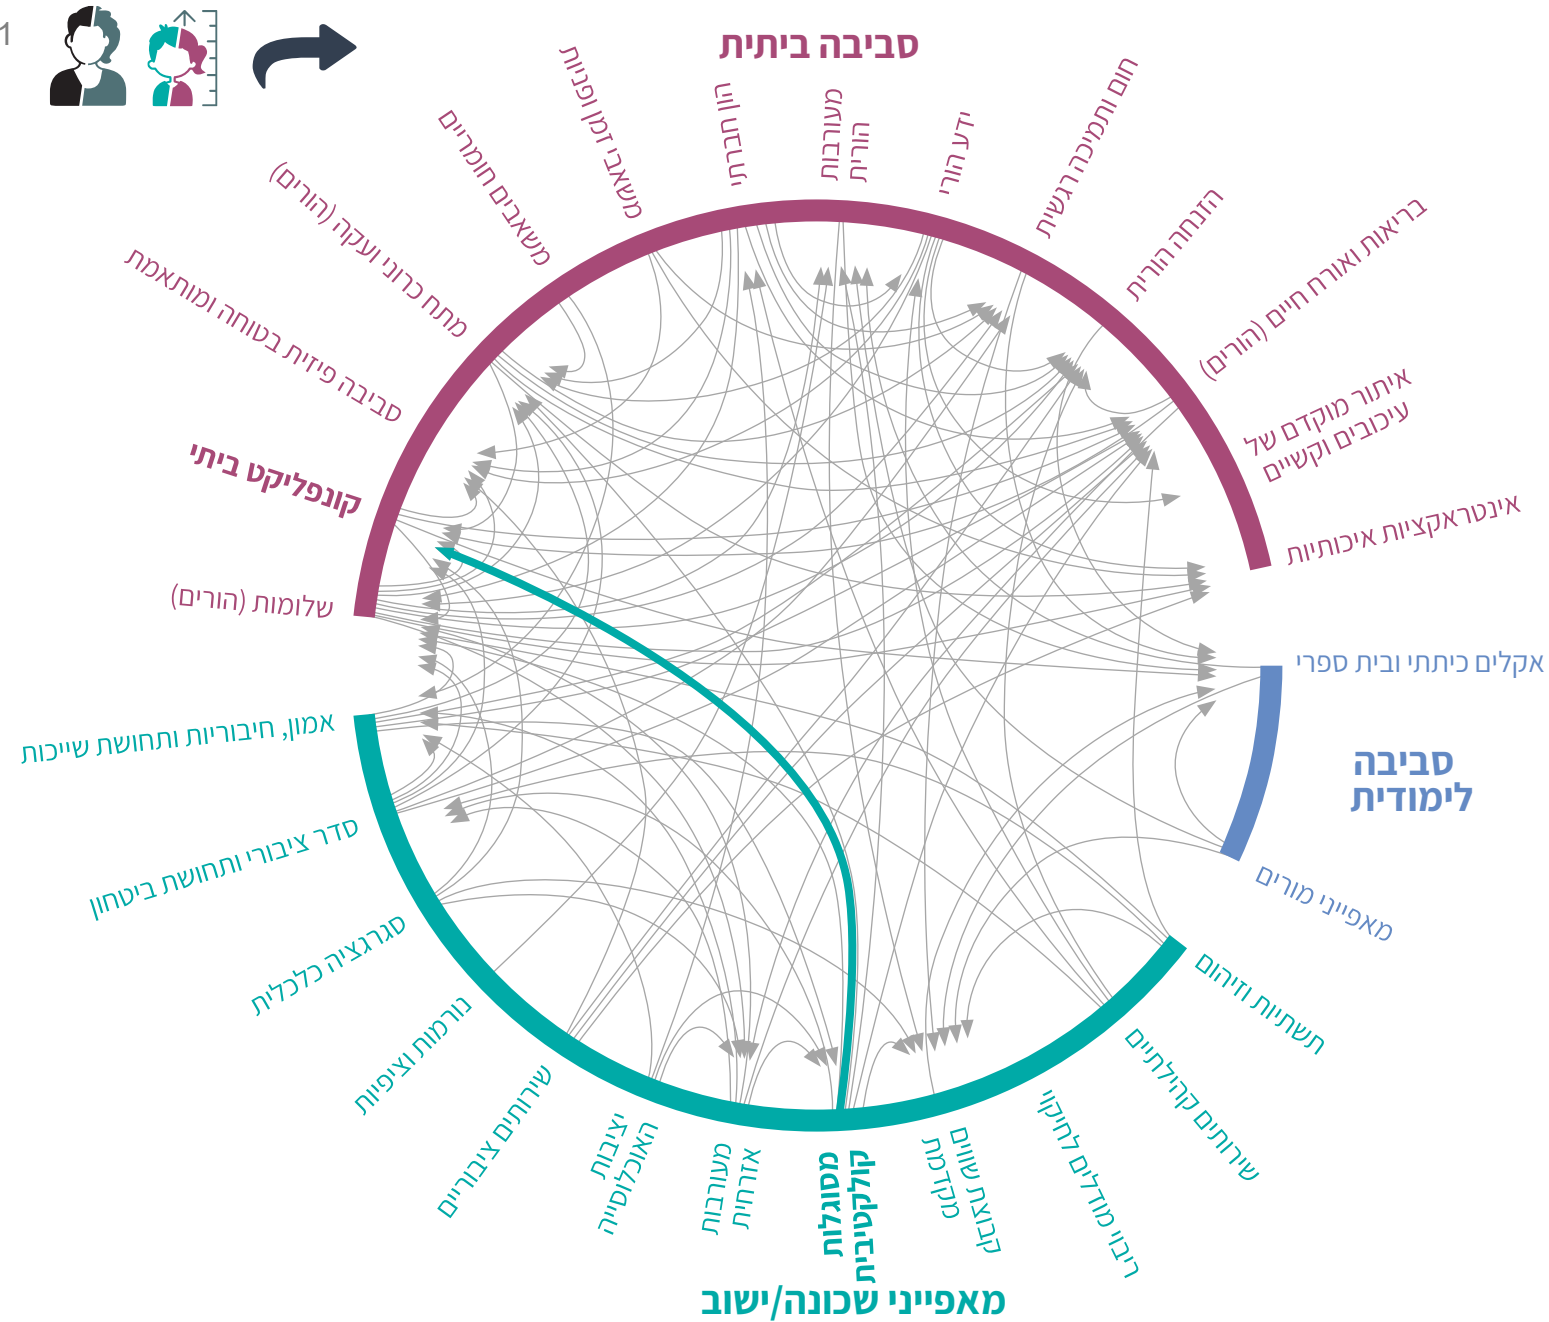 1
סביבה ביתית
משאבי זמן ופניות
הון חברתי
מעורבות
הורית
ידע הורי
חום ותמיכה רגשית
הזנחה הורית
בריאות ואורח חיים (הורים)
איתור מוקדם של
עיכובים וקשיים
אינטראקציות איכותיות
משאבים חומריים
מתח כרוני ועקה (הורים)
סביבה פיזית בטוחה ומותאמת
קונפליקט ביתי
שלומות (הורים)
אקלים כיתתי ובית ספרי
סביבה
לימודית
מאפייני מורים
אמון, חיבוריות ותחושת שייכות
סדר ציבורי ותחושת ביטחון
סגרגציה כלכלית
נורמות וציפיות
שירותים ציבוריים
יציבות
האוכלוסייה
מעורבות
אזרחית
מסוגלות
קולקטיבית
קבוצת שווים
מקדמת
ריבוי מודלים לחיקוי
שירותים קהילתיים
תשתיות וזיהום
מאפייני שכונה/ישוב